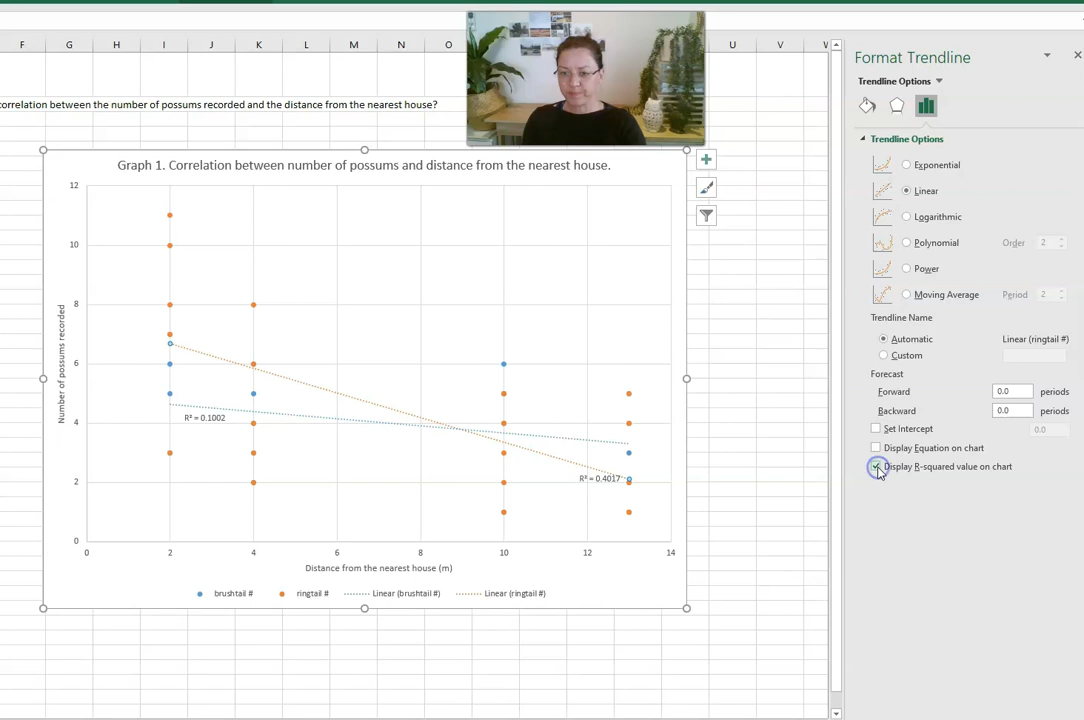 F G H I J K L M N O U V W
Format Trendline
Trendline Options
correlation between the number of possums recorded and the distance from the nearest house?
Trendline Options
Exponential
Linear
Logarithmic
Polynomial Order 2
Power
Moving Average Period 2
Trendline Name
Automatic Linear (ringtail #)
Custom
Forecast
Forward 0.0 periods
Backward 0.0 periods
Set Intercept 0.0
Display Equation on chart
Display R-squared value on chart
Graph 1. Correlation between number of possums and distance from the nearest house.
12
10
8
6
4
2
0
Number of possums recorded
R² = 0.1002
R² = 0.4017
0 2 4 6 8 10 12 14
Distance from the nearest house (m)
brushtail # ringtail # Linear (brushtail #) Linear (ringtail #)